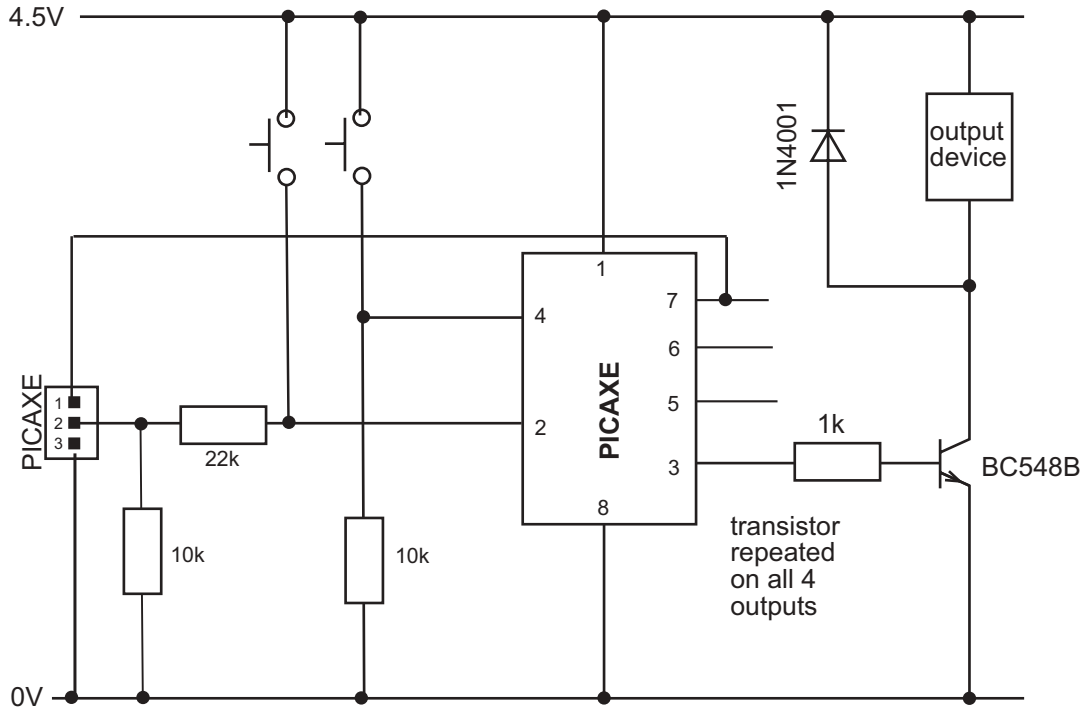 4.5V
1N4001
output
device
1
7
4
6
PICAXE
5
PICAXE
1
2
3
22k
2
3
1k
BC548B
8
10k
10k
transistor
repeated
on all 4
outputs
0V